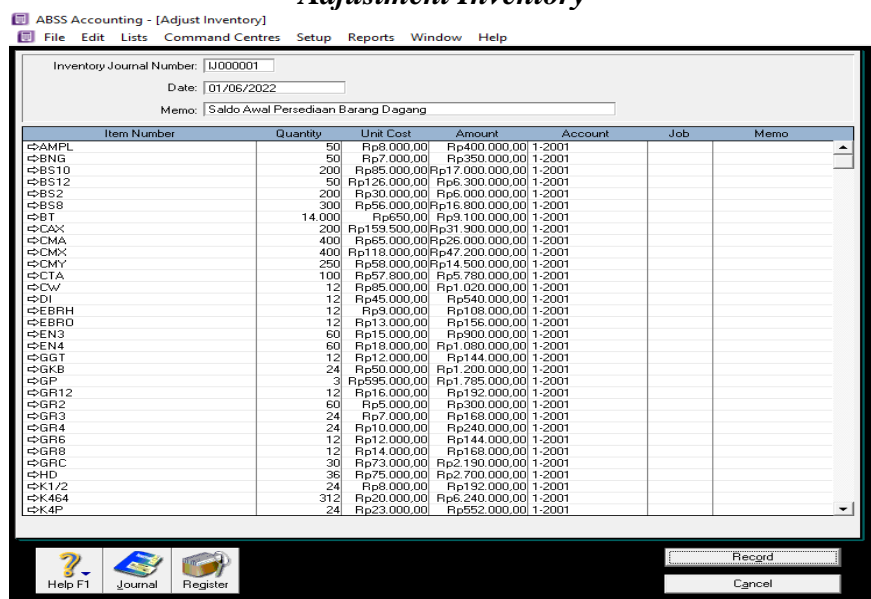 Adjustment Inventory
ABSS Accounting - [Adjust Inventory]
File Edit Lists Command Centres Setup Reports Window Help
Inventory Journal Number: IJ000001
Date: 01/06/2022
Memo: Saldo Awal Persediaan Barang Dagang
Item Number Quantity Unit Cost Amount Account Job Memo
AMPL 50 Rp8.000,00 Rp400.000,00 1-2001
BNG 50 Rp7.000,00 Rp350.000,00 1-2001
BS10 200 Rp85.000,00 Rp17.000.000,00 1-2001
BS12 50 Rp126.000,00 Rp6.300.000,00 1-2001
BS2 200 Rp30.000,00 Rp6.000.000,00 1-2001
BS8 300 Rp56.000,00 Rp16.800.000,00 1-2001
BT 14.000 Rp650,00 Rp9.100.000,00 1-2001
CAX 200 Rp159.500,00 Rp31.900.000,00 1-2001
CMA 400 Rp65.000,00 Rp26.000.000,00 1-2001
CMX 400 Rp118.000,00 Rp47.200.000,00 1-2001
CMY 250 Rp58.000,00 Rp14.500.000,00 1-2001
CTA 100 Rp57.800,00 Rp5.780.000,00 1-2001
CW 12 Rp85.000,00 Rp1.020.000,00 1-2001
DI 12 Rp45.000,00 Rp540.000,00 1-2001
EBRH 12 Rp9.000,00 Rp108.000,00 1-2001
EBRO 12 Rp13.000,00 Rp156.000,00 1-2001
EN3 60 Rp15.000,00 Rp900.000,00 1-2001
EN4 60 Rp18.000,00 Rp1.080.000,00 1-2001
GGT 12 Rp12.000,00 Rp144.000,00 1-2001
GKB 24 Rp50.000,00 Rp1.200.000,00 1-2001
GP 3 Rp595.000,00 Rp1.785.000,00 1-2001
GR12 12 Rp16.000,00 Rp192.000,00 1-2001
GR2 60 Rp5.000,00 Rp300.000,00 1-2001
GR3 24 Rp7.000,00 Rp168.000,00 1-2001
GR4 24 Rp10.000,00 Rp240.000,00 1-2001
GR6 12 Rp12.000,00 Rp144.000,00 1-2001
GR8 12 Rp14.000,00 Rp168.000,00 1-2001
GRC 30 Rp73.000,00 Rp2.190.000,00 1-2001
HD 36 Rp75.000,00 Rp2.700.000,00 1-2001
K1/2 24 Rp8.000,00 Rp192.000,00 1-2001
K464 312 Rp20.000,00 Rp6.240.000,00 1-2001
K4P 24 Rp23.000,00 Rp552.000,00 1-2001
Record
Help F1 Journal Register Cancel